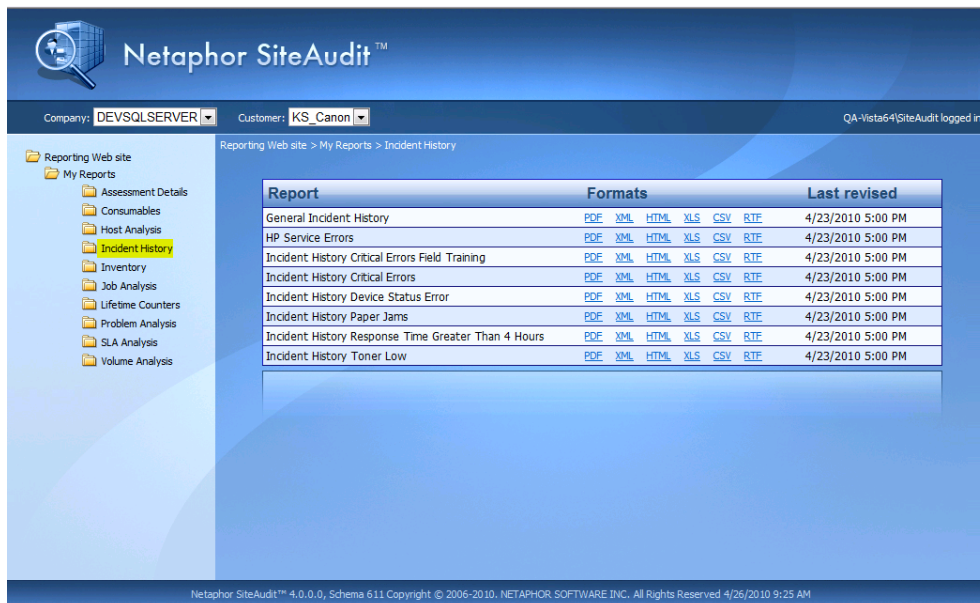 Netaphor SiteAudit™
Company: DEVSQLSERVER Customer: KS_Canon QA-Vista64\SiteAudit logged in
Reporting Web site > My Reports > Incident History
Reporting Web site
My Reports
Assessment Details
Consumables
Host Analysis
Incident History
Inventory
Job Analysis
Lifetime Counters
Problem Analysis
SLA Analysis
Volume Analysis
Report Formats Last revised
General Incident History PDF XML HTML XLS CSV RTF 4/23/2010 5:00 PM
HP Service Errors PDF XML HTML XLS CSV RTF 4/23/2010 5:00 PM
Incident History Critical Errors Field Training PDF XML HTML XLS CSV RTF 4/23/2010 5:00 PM
Incident History Critical Errors PDF XML HTML XLS CSV RTF 4/23/2010 5:00 PM
Incident History Device Status Error PDF XML HTML XLS CSV RTF 4/23/2010 5:00 PM
Incident History Paper Jams PDF XML HTML XLS CSV RTF 4/23/2010 5:00 PM
Incident History Response Time Greater Than 4 Hours PDF XML HTML XLS CSV RTF 4/23/2010 5:00 PM
Incident History Toner Low PDF XML HTML XLS CSV RTF 4/23/2010 5:00 PM
Netaphor SiteAudit™ 4.0.0.0, Schema 611 Copyright © 2006-2010. NETAPHOR SOFTWARE INC. All Rights Reserved 4/26/2010 9:25 AM